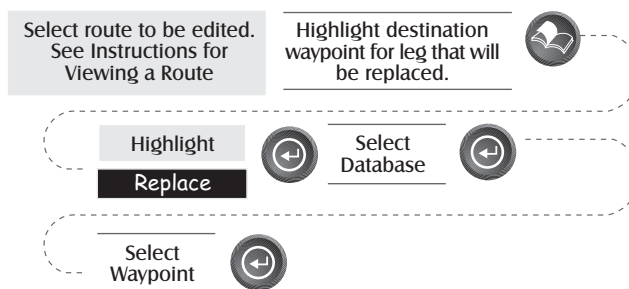 Select route to be edited.
See Instructions for
Viewing a Route
Highlight destination
waypoint for leg that will
be replaced.
Highlight
Replace
Select
Database
Select
Waypoint